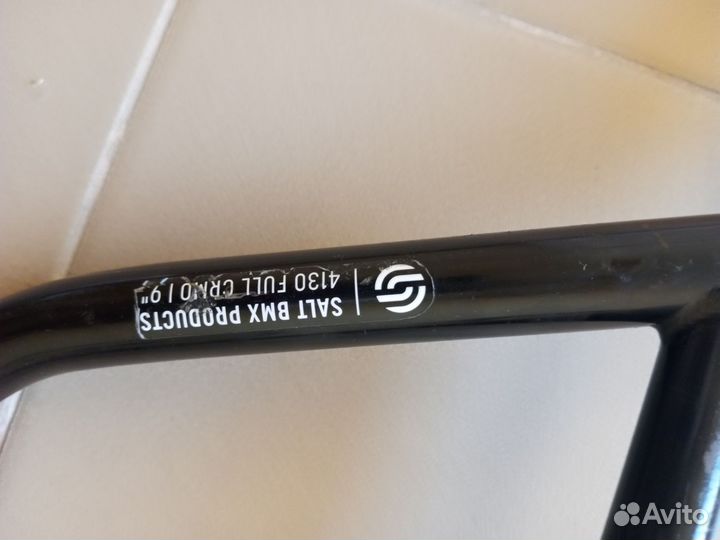 SALT BMX PRODUCTS
4130 FULL CRMO | 9"
Avito